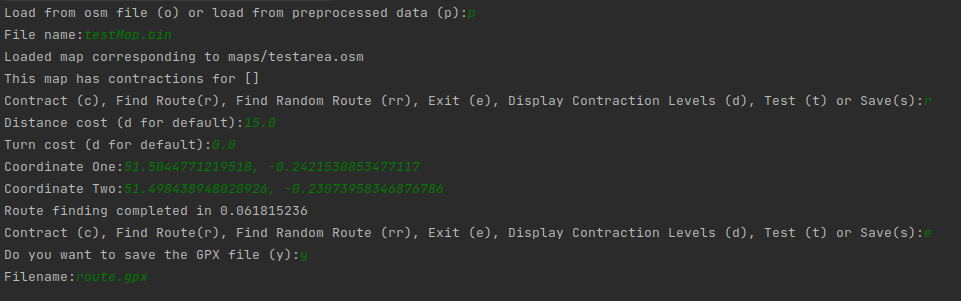 Load from osm file (o) or load from preprocessed data (p):p
File name:testMap.bin
Loaded map corresponding to maps/testarea.osm
This map has contractions for []
Contract (c), Find Route(r), Find Random Route (rr), Exit (e), Display Contraction Levels (d), Test (t) or Save(s):r
Distance cost (d for default):15.0
Turn cost (d for default):0.0
Coordinate One:51.5044771219518, -0.2421530853477117
Coordinate Two:51.498438948020926, -0.23073958346876786
Route finding completed in 0.061815236
Contract (c), Find Route(r), Find Random Route (rr), Exit (e), Display Contraction Levels (d), Test (t) or Save(s):e
Do you want to save the GPX file (y):y
Filename:route.gpx